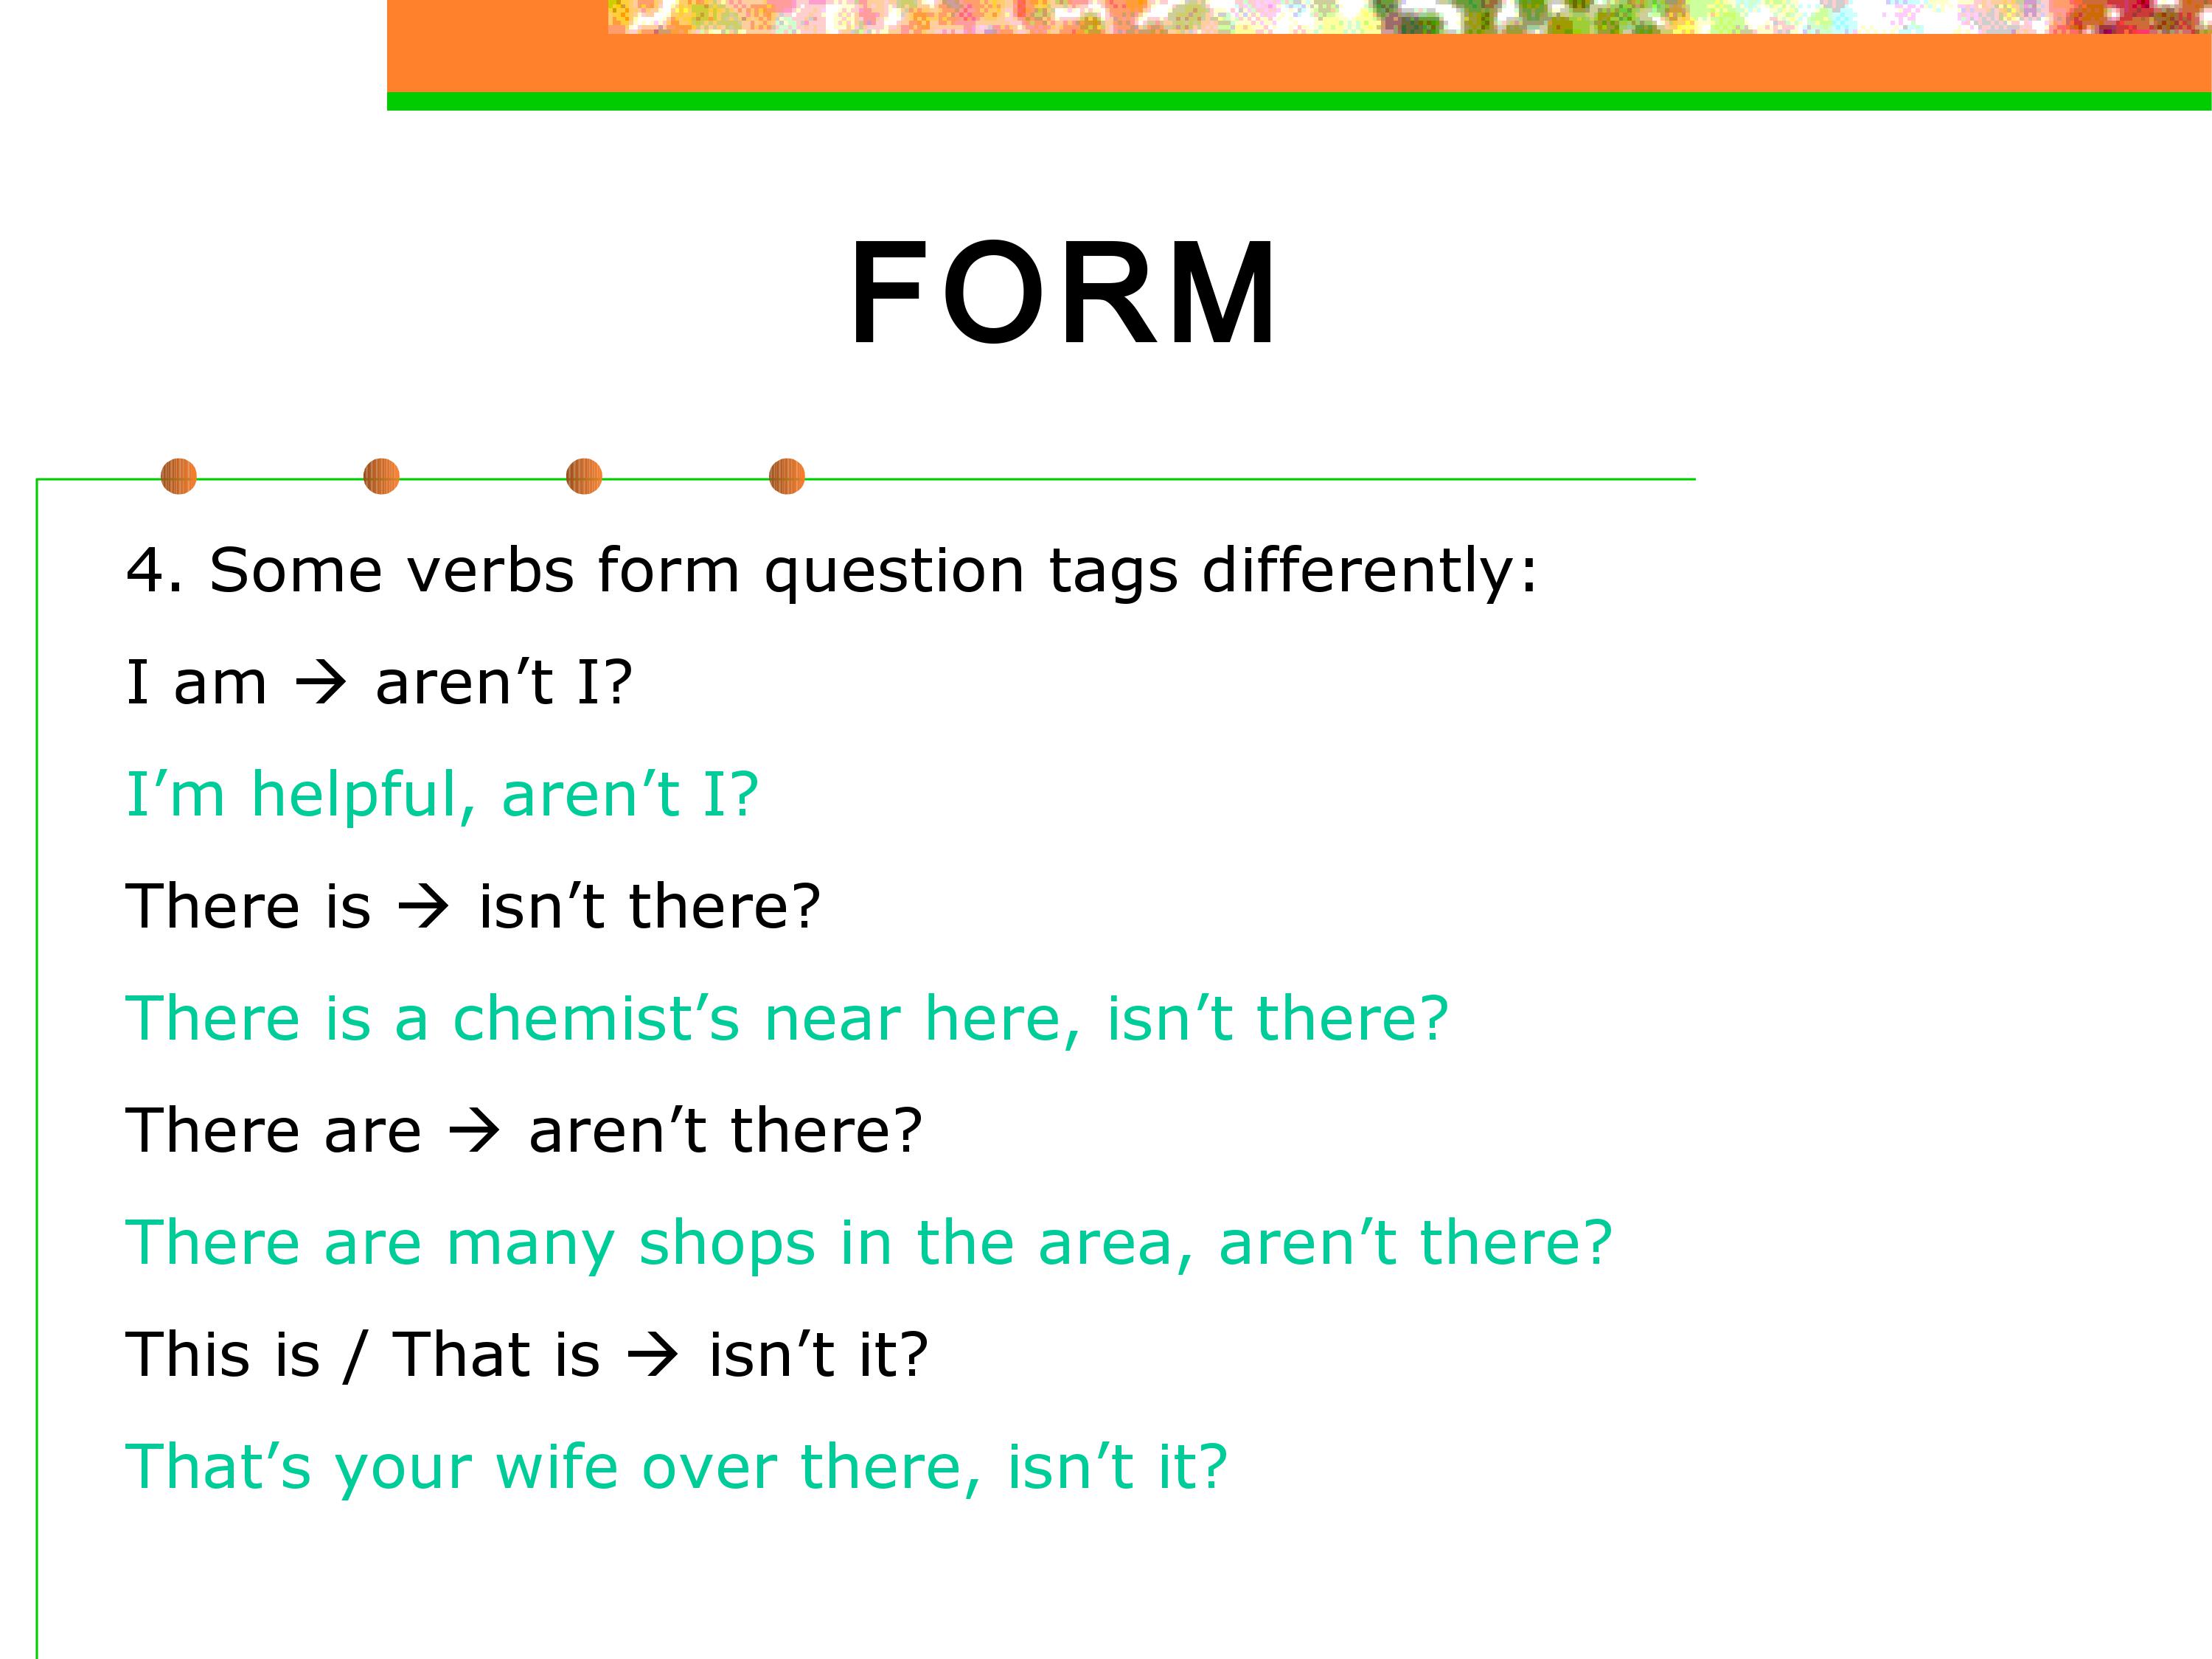 FORM
4. Some verbs form question tags differently:
I am → aren’t I?
I’m helpful, aren’t I?
There is → isn’t there?
There is a chemist’s near here, isn’t there?
There are → aren’t there?
There are many shops in the area, aren’t there?
This is / That is → isn’t it?
That’s your wife over there, isn’t it?